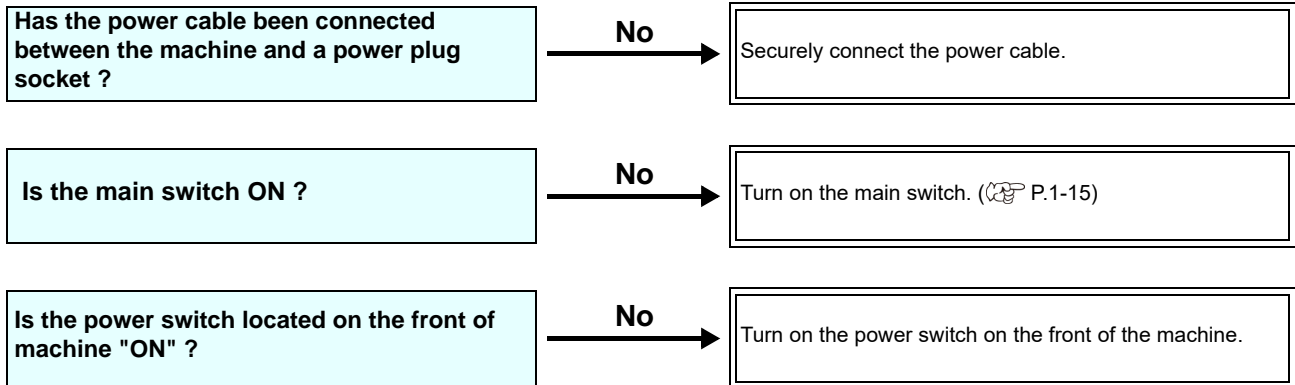 Has the power cable been connected
between the machine and a power plug
socket ?
No
Securely connect the power cable.
Is the main switch ON ?
No
Turn on the main switch. ( P.1-15)
Is the power switch located on the front of
machine "ON" ?
No
Turn on the power switch on the front of the machine.